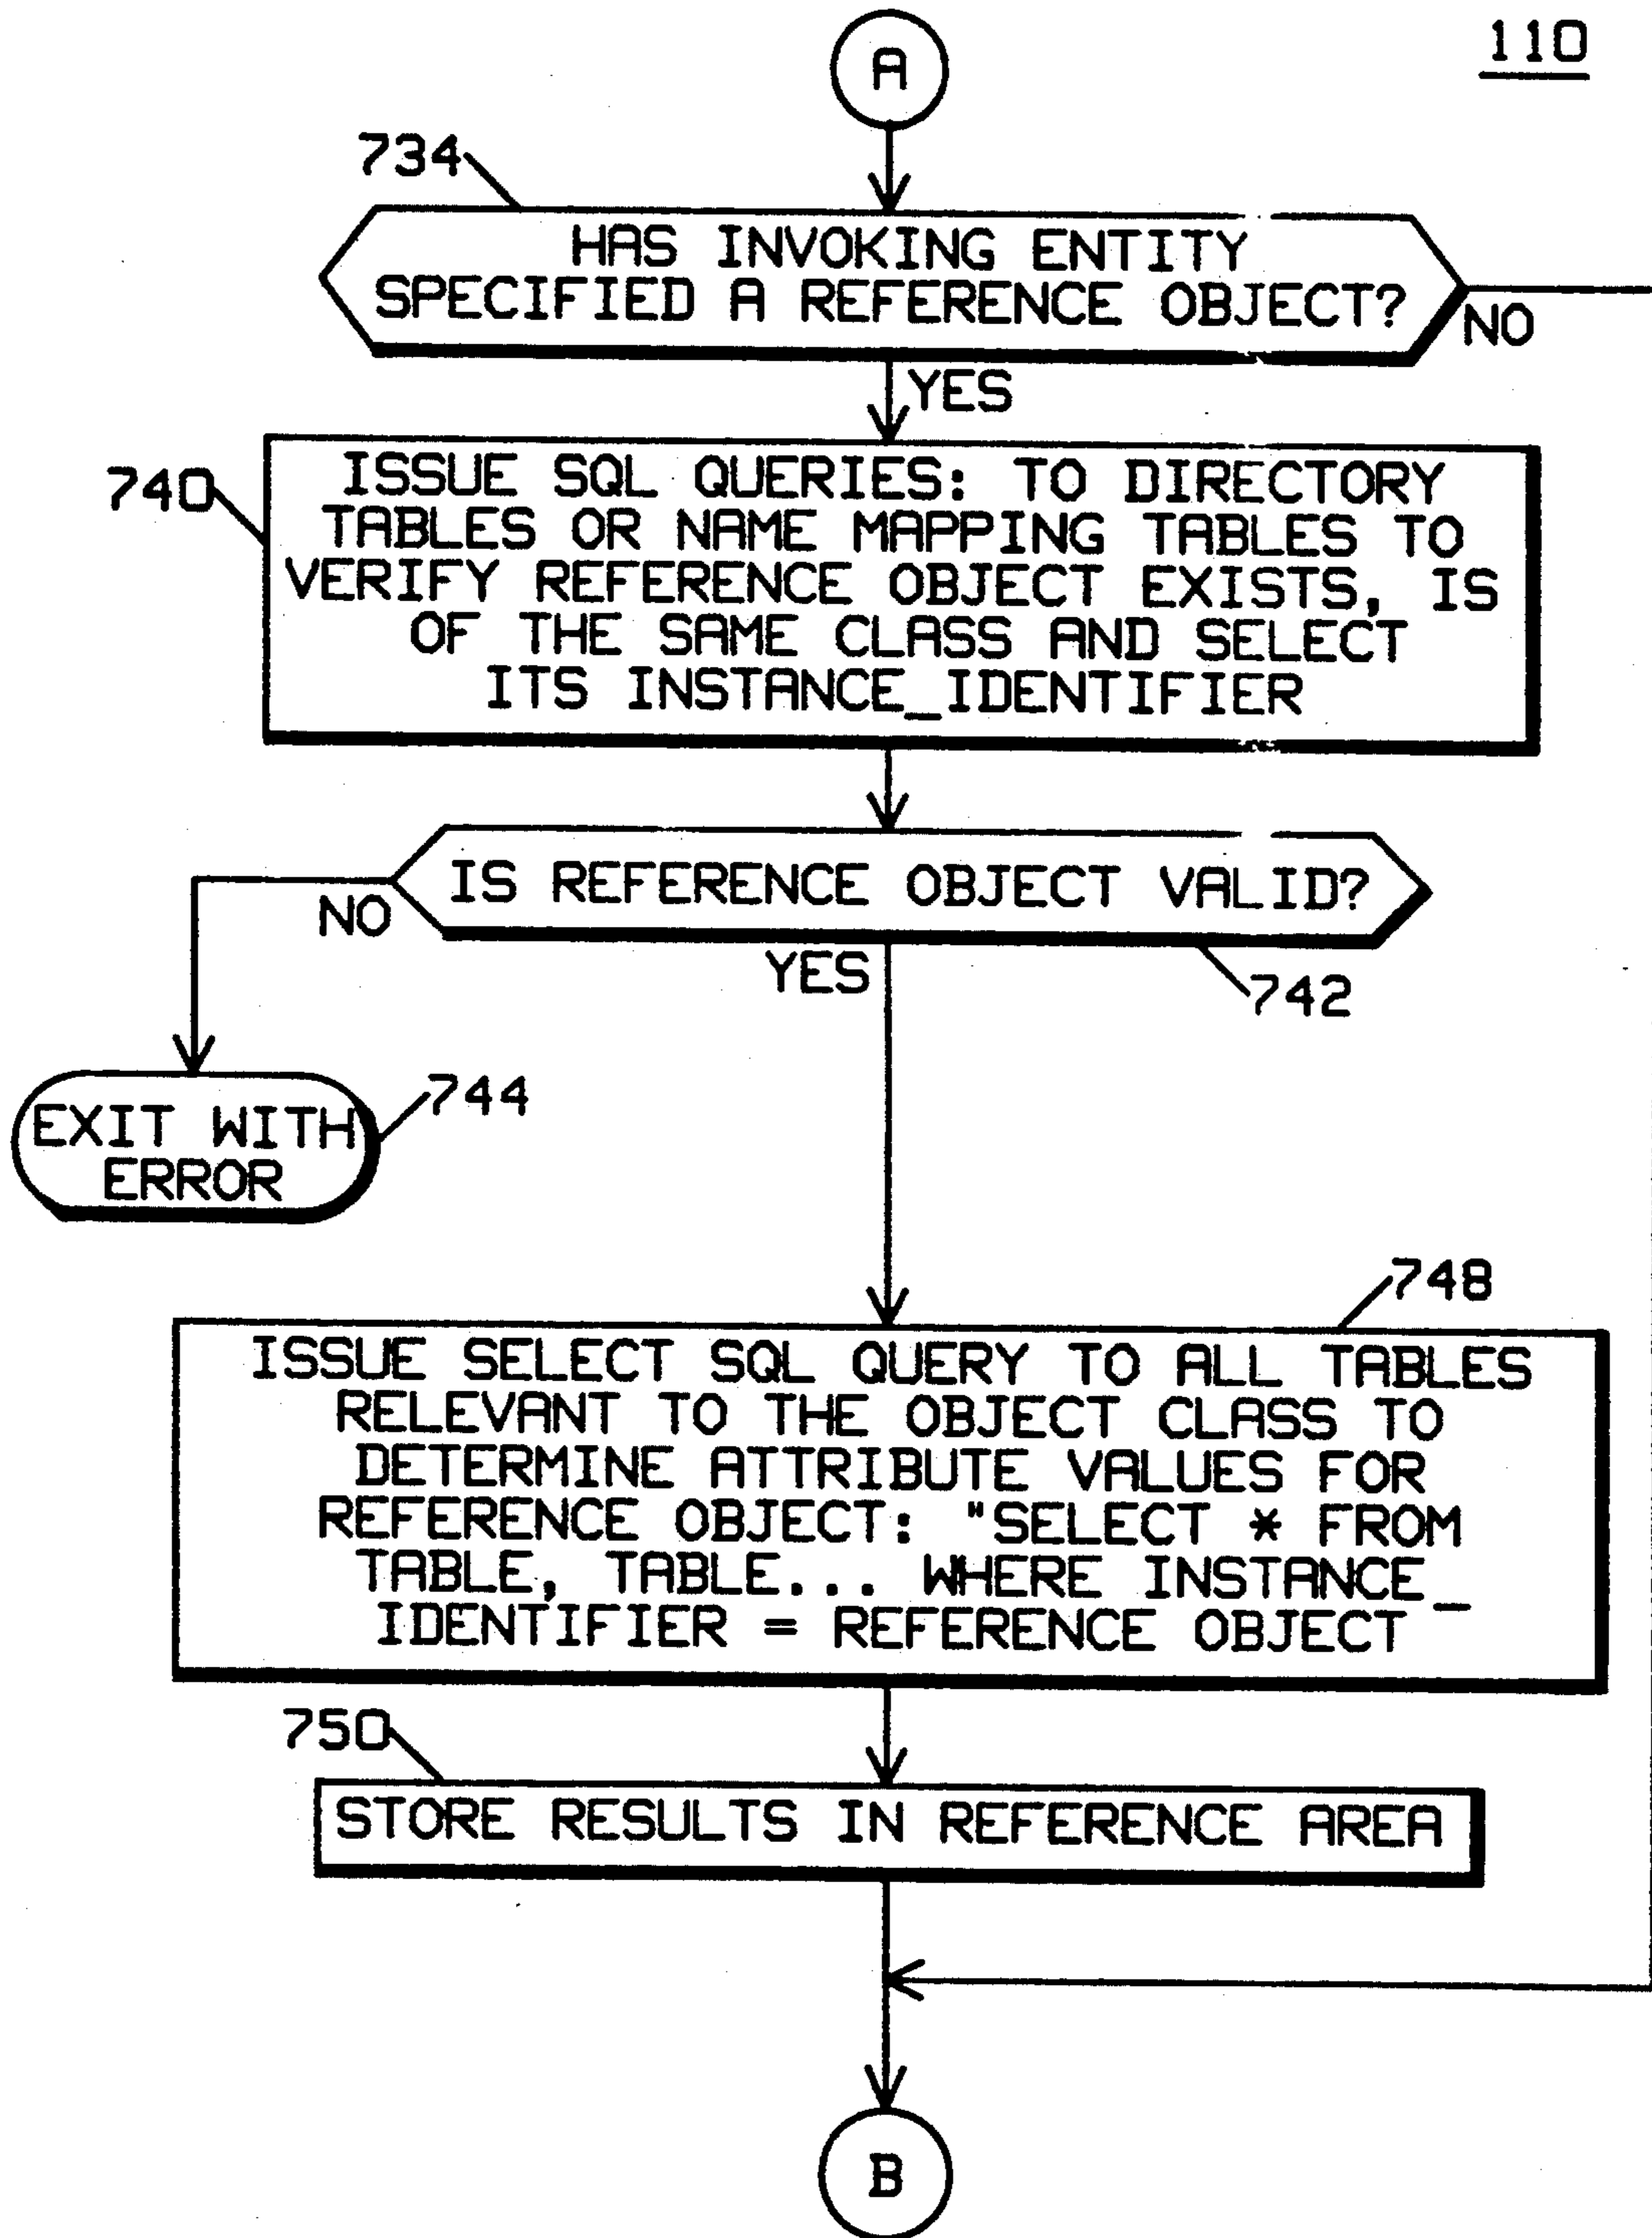 110
A
734
HAS INVOKING ENTITY
SPECIFIED A REFERENCE OBJECT?
NO
YES
740
ISSUE SQL QUERIES: TO DIRECTORY
TABLES OR NAME MAPPING TABLES TO
VERIFY REFERENCE OBJECT EXISTS, IS
OF THE SAME CLASS AND SELECT
ITS INSTANCE_IDENTIFIER
IS REFERENCE OBJECT VALID?
NO
YES
742
744
EXIT WITH
ERROR
748
ISSUE SELECT SQL QUERY TO ALL TABLES
RELEVANT TO THE OBJECT CLASS TO
DETERMINE ATTRIBUTE VALUES FOR
REFERENCE OBJECT: "SELECT * FROM
TABLE, TABLE... WHERE INSTANCE_
IDENTIFIER = REFERENCE OBJECT
750
STORE RESULTS IN REFERENCE AREA
B